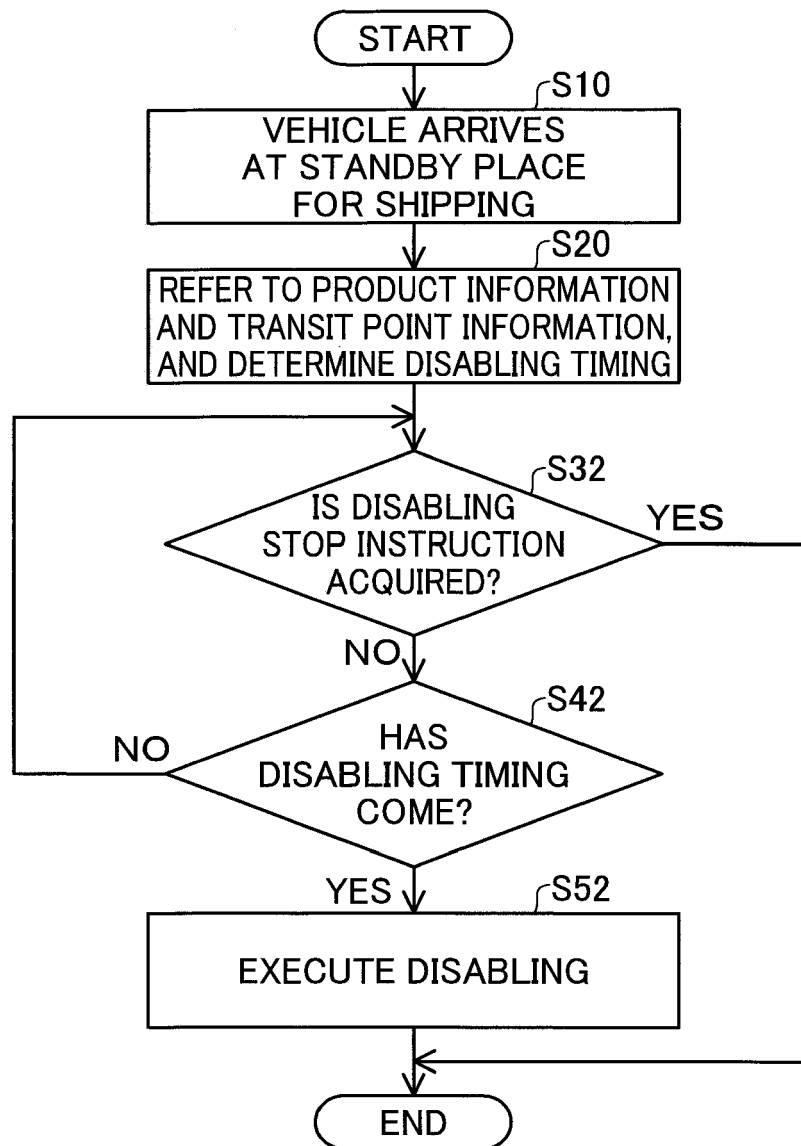 START
S10
VEHICLE ARRIVES
AT STANDBY PLACE
FOR SHIPPING
S20
REFER TO PRODUCT INFORMATION
AND TRANSIT POINT INFORMATION,
AND DETERMINE DISABLING TIMING
S32
IS DISABLING
STOP INSTRUCTION
ACQUIRED?
YES
NO
S42
HAS
DISABLING TIMING
COME?
NO
YES
S52
EXECUTE DISABLING
END